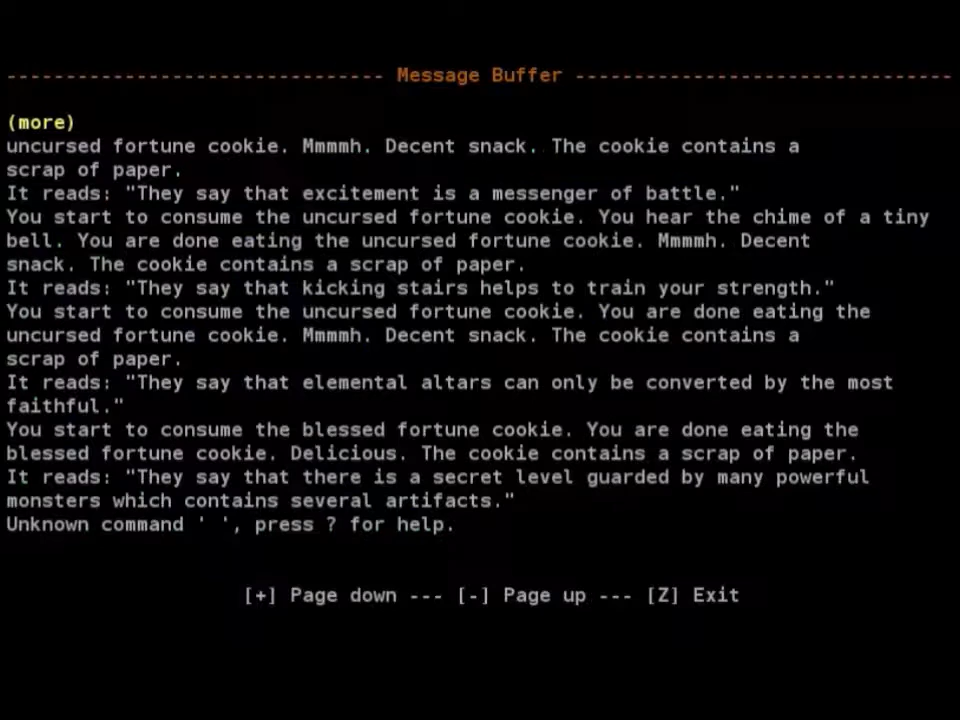 -------------------------------- Message Buffer --------------------------------
(more)
uncursed fortune cookie. Mmmmh. Decent snack. The cookie contains a
scrap of paper.
It reads: "They say that excitement is a messenger of battle."
You start to consume the uncursed fortune cookie. You hear the chime of a tiny
bell. You are done eating the uncursed fortune cookie. Mmmmh. Decent
snack. The cookie contains a scrap of paper.
It reads: "They say that kicking stairs helps to train your strength."
You start to consume the uncursed fortune cookie. You are done eating the
uncursed fortune cookie. Mmmmh. Decent snack. The cookie contains a
scrap of paper.
It reads: "They say that elemental altars can only be converted by the most
faithful."
You start to consume the blessed fortune cookie. You are done eating the
blessed fortune cookie. Delicious. The cookie contains a scrap of paper.
It reads: "They say that there is a secret level guarded by many powerful
monsters which contains several artifacts."
Unknown command ' ', press ? for help.
[+] Page down --- [-] Page up --- [Z] Exit